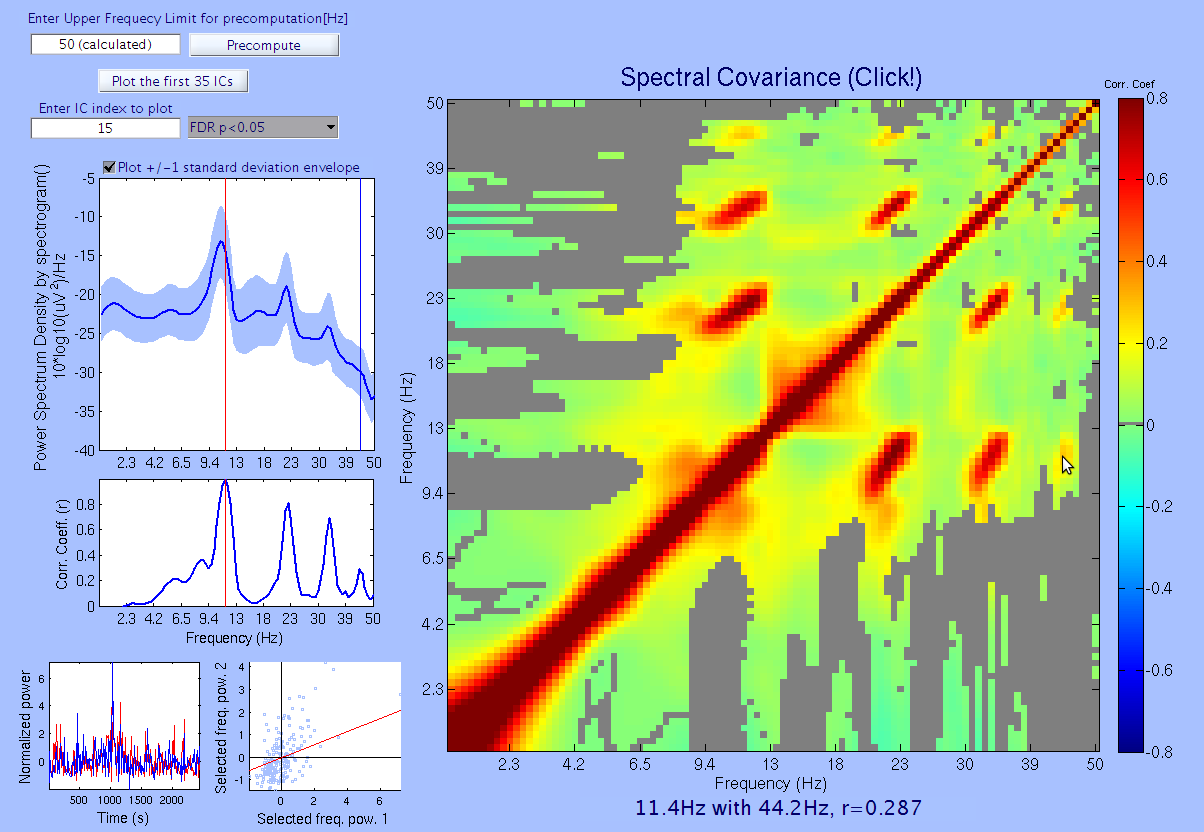 Enter Upper Frequecy Limit for precomputation[Hz]
50 (calculated)
Precompute
Plot the first 35 ICs
Enter IC index to plot
15
FDR p<0.05
Plot +/-1 standard deviation envelope
Power Spectrum Density by spectrogram()
10*log10(uV^2)/Hz
-5
-10
-15
-21
-25
-30
-35
-40
2.3 4.2 6.5 9.4 13 18 23 30 39 50
Corr. Coeff. (r)
0.8
0.6
0.4
0.2
0
2.3 4.2 6.5 9.4 13 18 23 30 39 50
Frequency (Hz)
Normalized power
6
4
2
0
500 1000 1500 2000
Time (s)
Selected freq. pow. 2
4
3
2
1
0
-1
0 2 4 6
Selected freq. pow. 1
Spectral Covariance (Click!)
Frequency (Hz)
50
39
30
23
18
13
9.4
6.5
4.2
2.3
2.3 4.2 6.5 9.4 13 18 23 30 39 50
Frequency (Hz)
11.4Hz with 44.2Hz, r=0.287
Corr. Coef
0.8
0.6
0.4
0.2
0
-0.2
-0.4
-0.6
-0.8